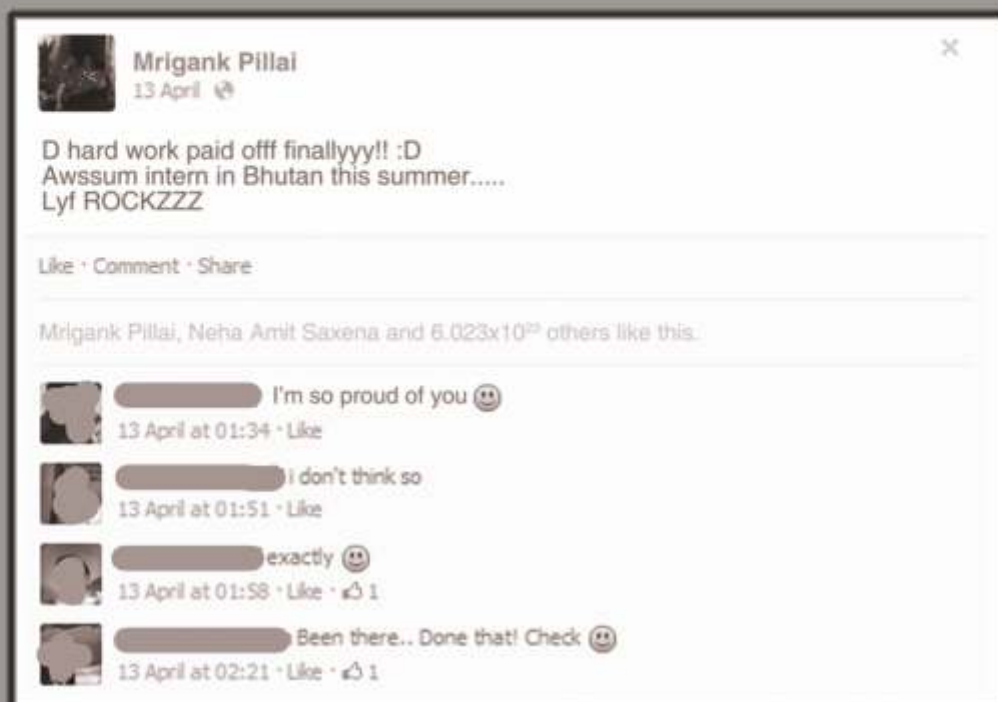 Mrigank Pillai
13 April
D hard work paid offf finallyyy!! :D
Awssum intern in Bhutan this summer.....
Lyf ROCKZZZ
Like · Comment · Share
Mrigank Pillai, Neha Amit Saxena and 6.023x10²³ others like this.
I'm so proud of you
13 April at 01:34 · Like
i don't think so
13 April at 01:51 · Like
exactly
13 April at 01:58 · Like · 1
Been there.. Done that! Check
13 April at 02:21 · Like · 1